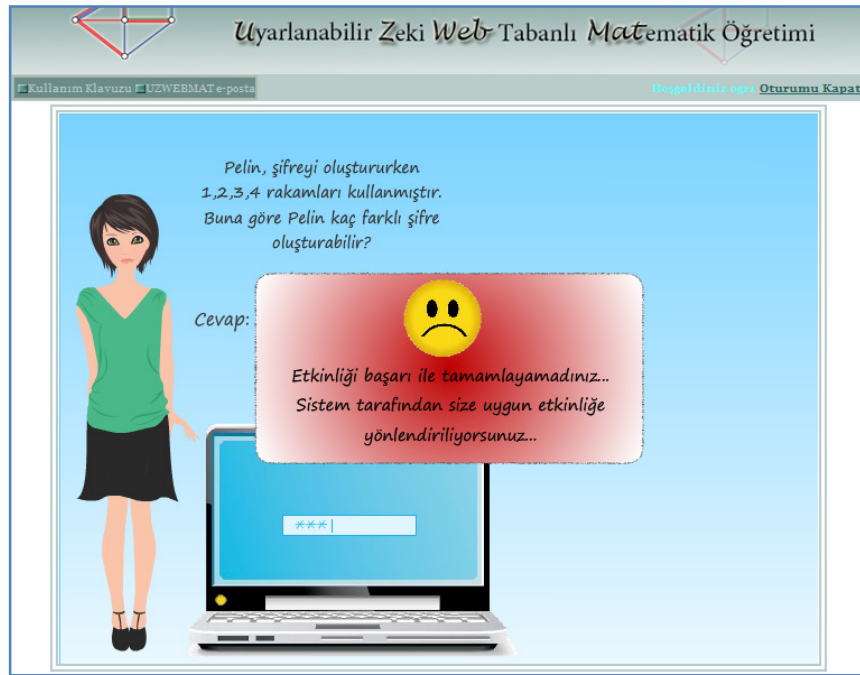 Uyarlanabilir Zeki Web Tabanlı Matematik Öğretimi
Kullanım Klavuzu UZWEBMAT e-posta
Hoşgeldiniz ogr1 Oturumu Kapat
Pelin, şifreyi oluştururken
1,2,3,4 rakamları kullanmıştır.
Buna göre Pelin kaç farklı şifre
oluşturabilir?
Cevap:
Etkinliği başarı ile tamamlayamadınız...
Sistem tarafından size uygun etkinliğe
yönlendiriliyorsunuz...
***|